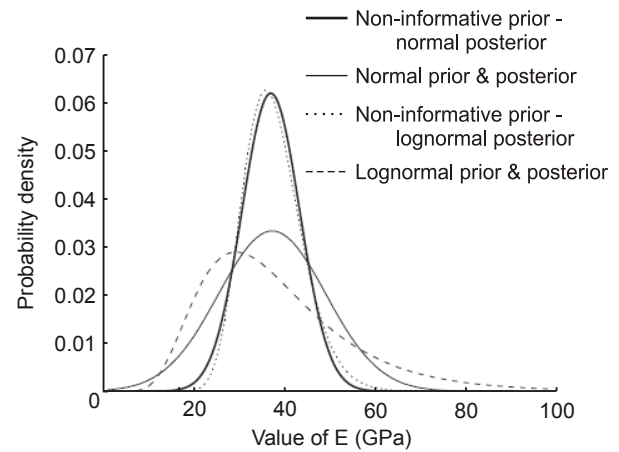 Non-informative prior -
normal posterior
Normal prior & posterior
Non-informative prior -
lognormal posterior
Lognormal prior & posterior
0.07
0.06
0.05
0.04
0.03
0.02
0.01
0
20
40
60
80
100
Probability density
Value of E (GPa)